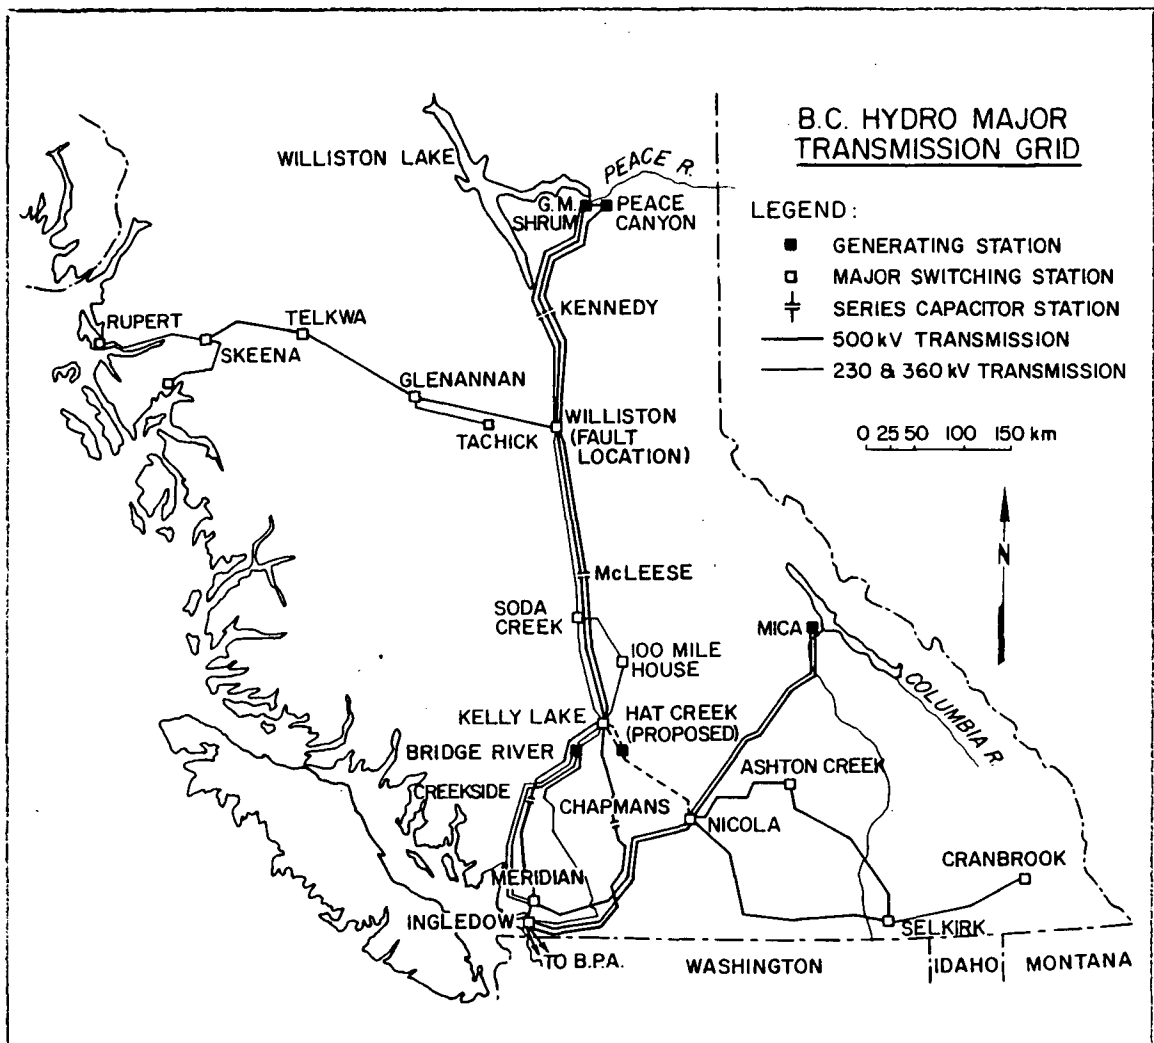 B.C. HYDRO MAJOR
TRANSMISSION GRID
LEGEND:
GENERATING STATION
MAJOR SWITCHING STATION
SERIES CAPACITOR STATION
500 kV TRANSMISSION
230 & 360 kV TRANSMISSION
0 25 50 100 150 km
N
WILLISTON LAKE
PEACE R.
G.M.
SHRUM
PEACE
CANYON
KENNEDY
RUPERT
TELKWA
SKEENA
GLENANNAN
TACHICK
WILLISTON
(FAULT
LOCATION)
McLEESE
SODA
CREEK
100 MILE
HOUSE
MICA
COLUMBIA R.
KELLY LAKE
HAT CREEK
(PROPOSED)
BRIDGE RIVER
ASHTON CREEK
CREEKSIDE
CHAPMANS
NICOLA
CRANBROOK
MERIDIAN
INGLEDOW
SELKIRK
TO B.P.A.
WASHINGTON
IDAHO
MONTANA